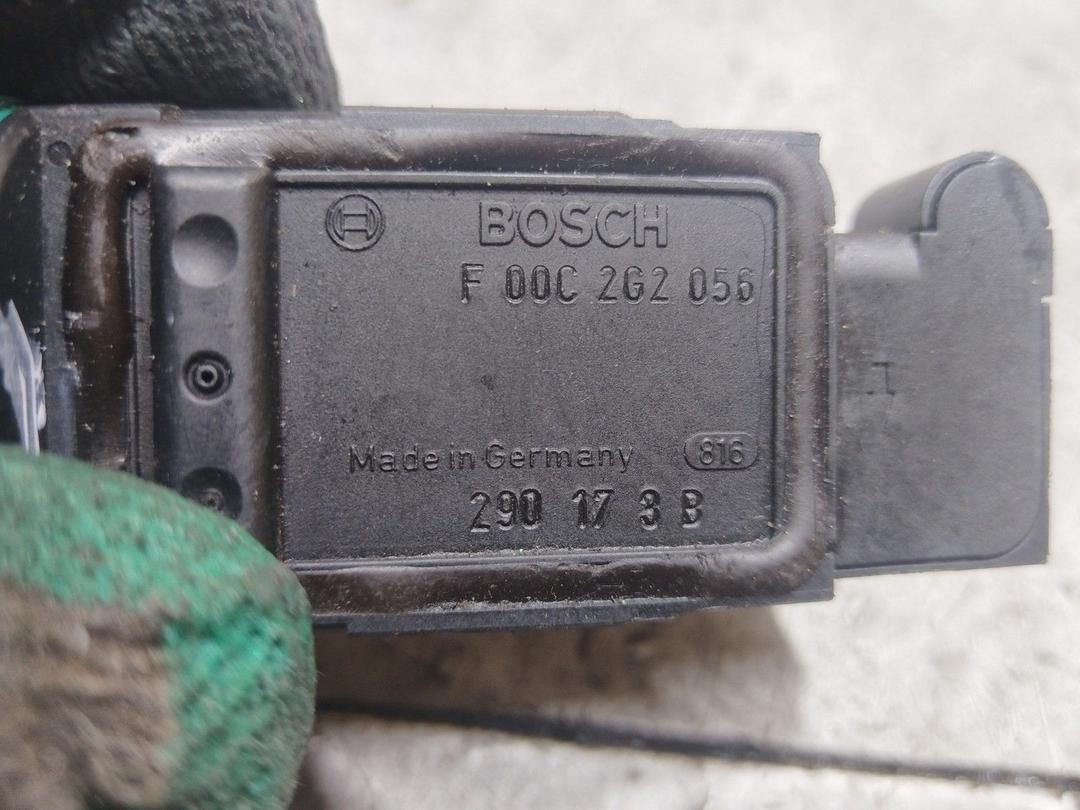 BOSCH
F 00C 2G2 056
Made in Germany 816
290 17 3 B